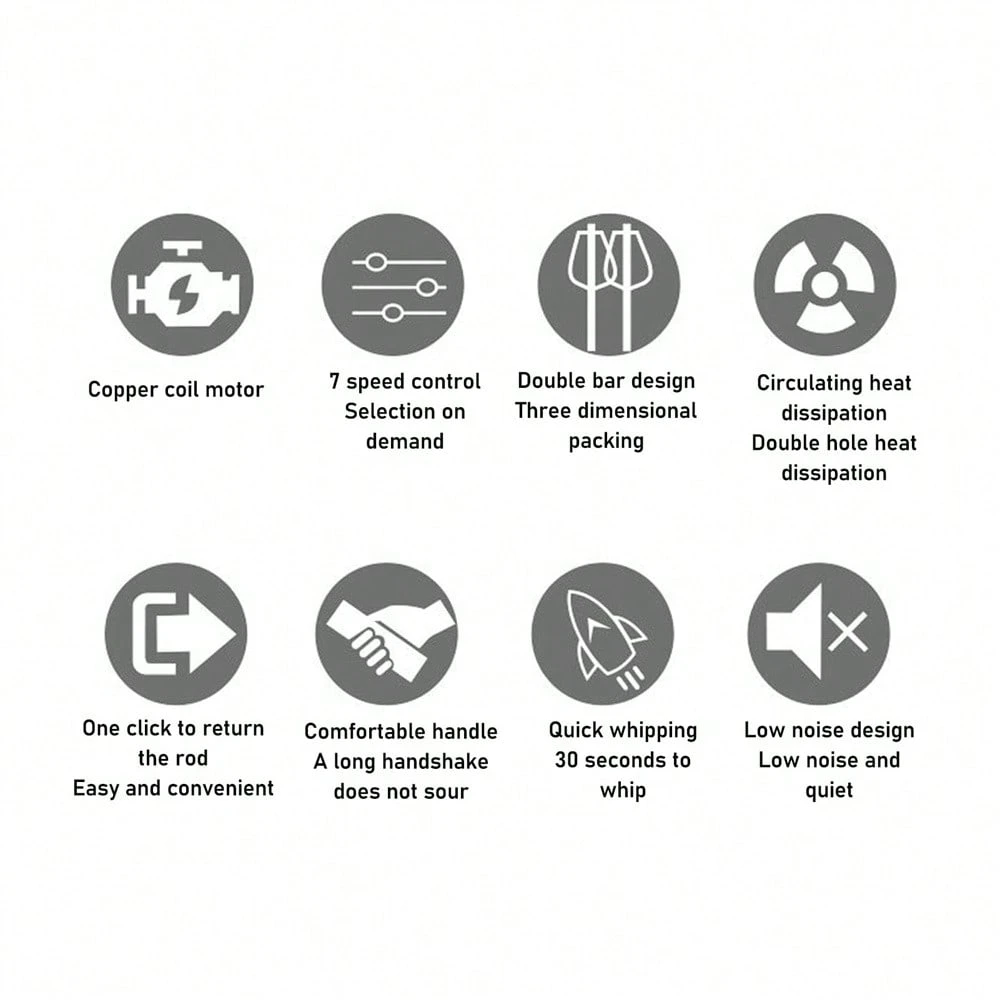 Copper coil motor
7 speed control
Selection on
demand
Double bar design
Three dimensional
packing
Circulating heat
dissipation
Double hole heat
dissipation
One click to return
the rod
Easy and convenient
Comfortable handle
A long handshake
does not sour
Quick whipping
30 seconds to
whip
Low noise design
Low noise and
quiet